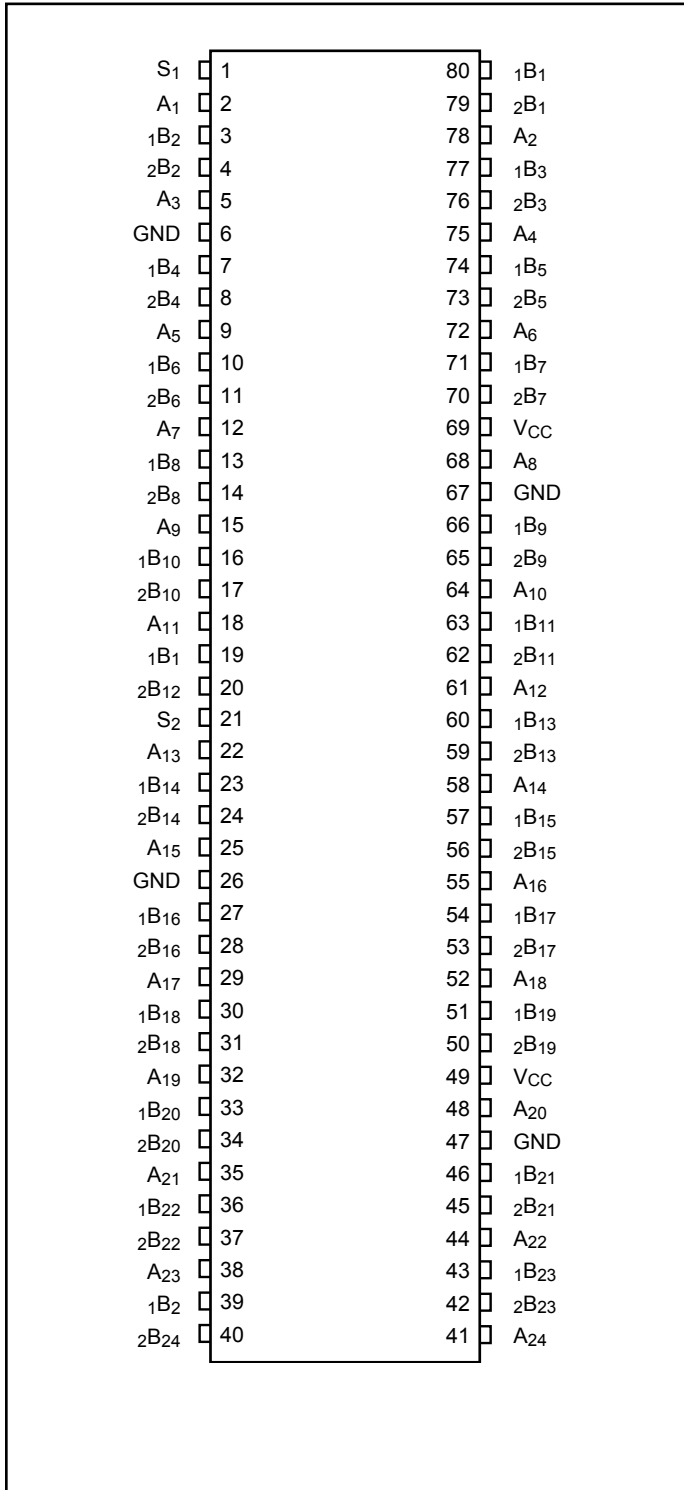 S1 1 80 1B1
A1 2 79 2B1
1B2 3 78 A2
2B2 4 77 1B3
A3 5 76 2B3
GND 6 75 A4
1B4 7 74 1B5
2B4 8 73 2B5
A5 9 72 A6
1B6 10 71 1B7
2B6 11 70 2B7
A7 12 69 VCC
1B8 13 68 A8
2B8 14 67 GND
A9 15 66 1B9
1B10 16 65 2B9
2B10 17 64 A10
A11 18 63 1B11
1B1 19 62 2B11
2B12 20 61 A12
S2 21 60 1B13
A13 22 59 2B13
1B14 23 58 A14
2B14 24 57 1B15
A15 25 56 2B15
GND 26 55 A16
1B16 27 54 1B17
2B16 28 53 2B17
A17 29 52 A18
1B18 30 51 1B19
2B18 31 50 2B19
A19 32 49 VCC
1B20 33 48 A20
2B20 34 47 GND
A21 35 46 1B21
1B22 36 45 2B21
2B22 37 44 A22
A23 38 43 1B23
1B2 39 42 2B23
2B24 40 41 A24